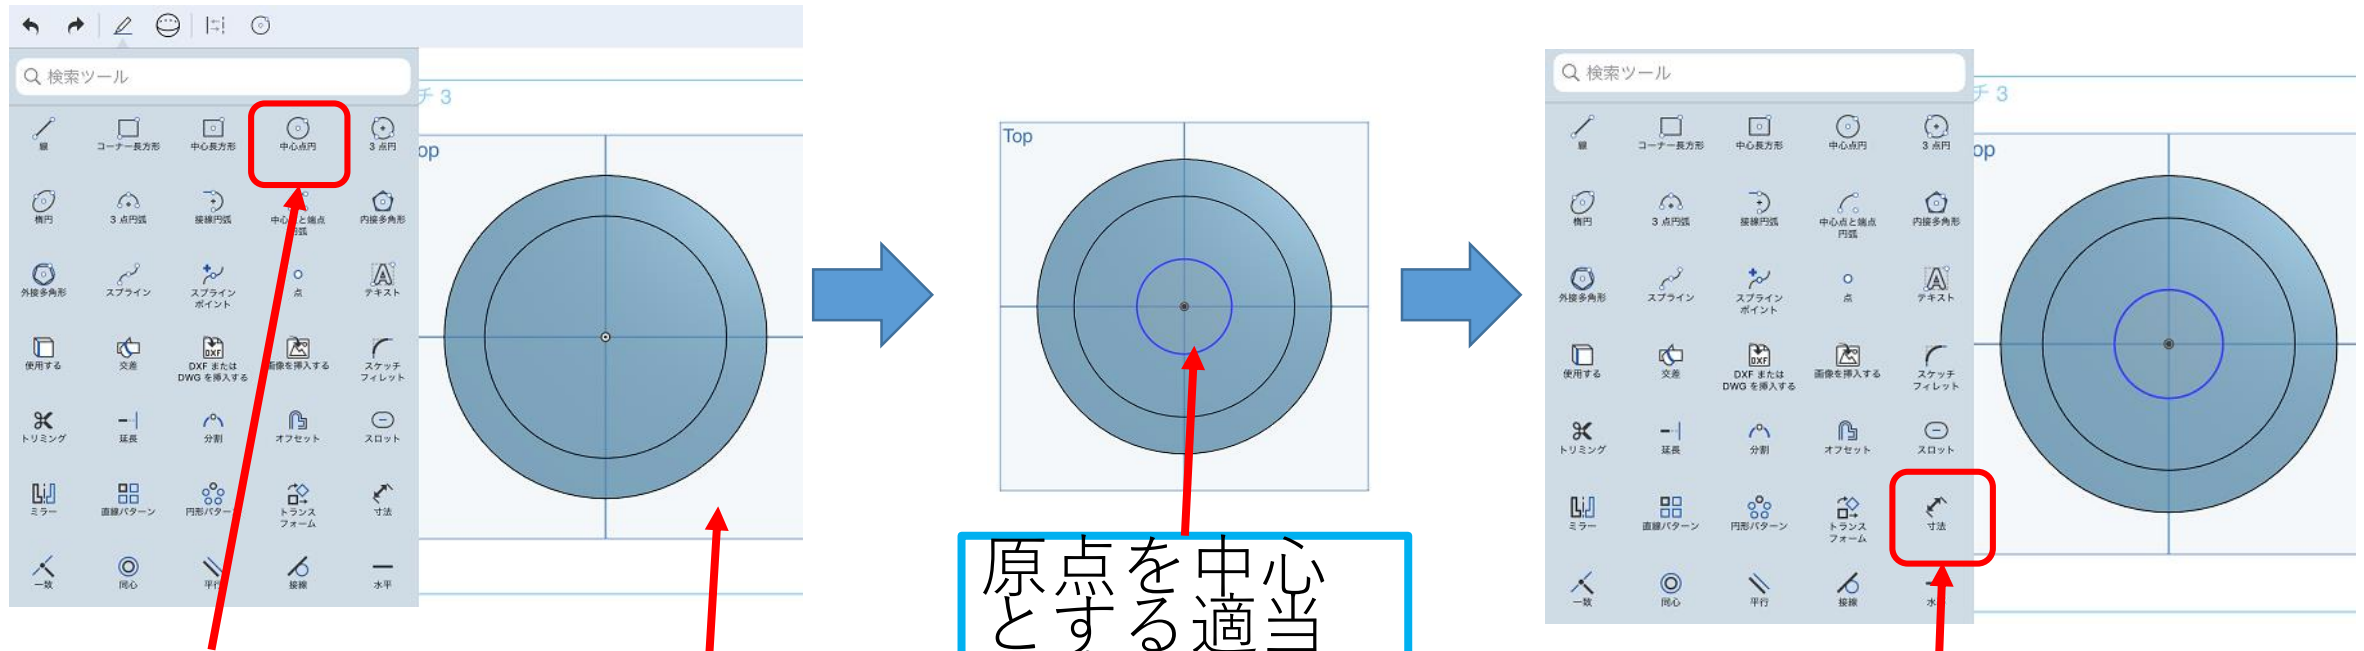 検索ツール
チ 3
線
コーナー長方形
中心長方形
中心点円
3 点円
op
楕円
3 点円弧
接線円弧
内接多角形
外接多角形
スプライン
スプライン
ポイント
点
テキスト
使用する
交差
DXF または
DWG を挿入する
画像を挿入する
スケッチ
フィレット
トリミング
延長
分割
オフセット
スロット
ミラー
直線パターン
円形パター
トランス
フォーム
寸法
一致
同心
平行
接線
水平
Top
原点を中心
とする適当
検索ツール
チ 3
線
コーナー長方形
中心長方形
中心点円
3 点円
op
楕円
3 点円弧
接線円弧
中心点と端点
円弧
内接多角形
外接多角形
スプライン
スプライン
ポイント
点
テキスト
使用する
交差
DXF または
DWG を挿入する
画像を挿入する
スケッチ
フィレット
トリミング
延長
分割
オフセット
スロット
ミラー
直線パターン
円形パターン
トランス
フォーム
寸法
一致
同心
平行
接線
水